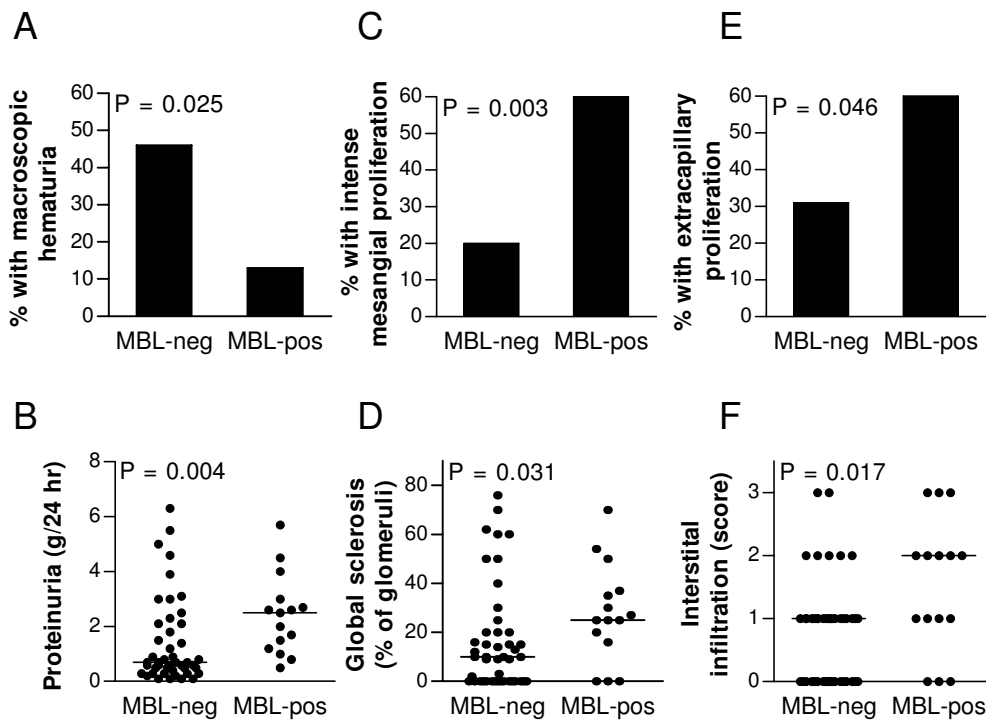 A
P = 0.025
% with macroscopic
hematuria
60
50
40
30
20
10
0
MBL-neg
MBL-pos
C
P = 0.003
% with intense
mesangial proliferation
60
50
40
30
20
10
0
MBL-neg
MBL-pos
E
P = 0.046
% with extracapillary
proliferation
60
50
40
30
20
10
0
MBL-neg
MBL-pos
B
P = 0.004
Proteinuria (g/24 hr)
8
6
4
2
0
MBL-neg
MBL-pos
D
P = 0.031
Global sclerosis
(% of glomeruli)
80
60
40
20
0
MBL-neg
MBL-pos
F
P = 0.017
Interstital
infiltration (score)
3
2
1
0
MBL-neg
MBL-pos